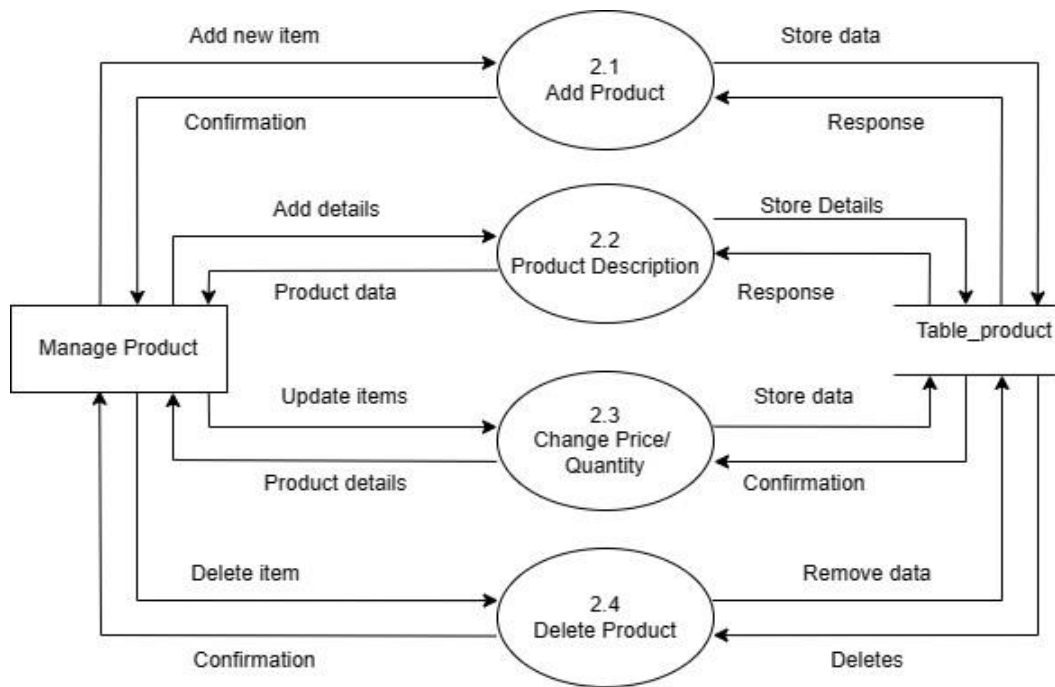 Add new item
Store data
2.1
Add Product
Confirmation
Response
Add details
Store Details
2.2
Product Description
Product data
Response
Manage Product
Table_product
Update items
Store data
2.3
Change Price/
Quantity
Product details
Confirmation
Delete item
Remove data
2.4
Delete Product
Confirmation
Deletes